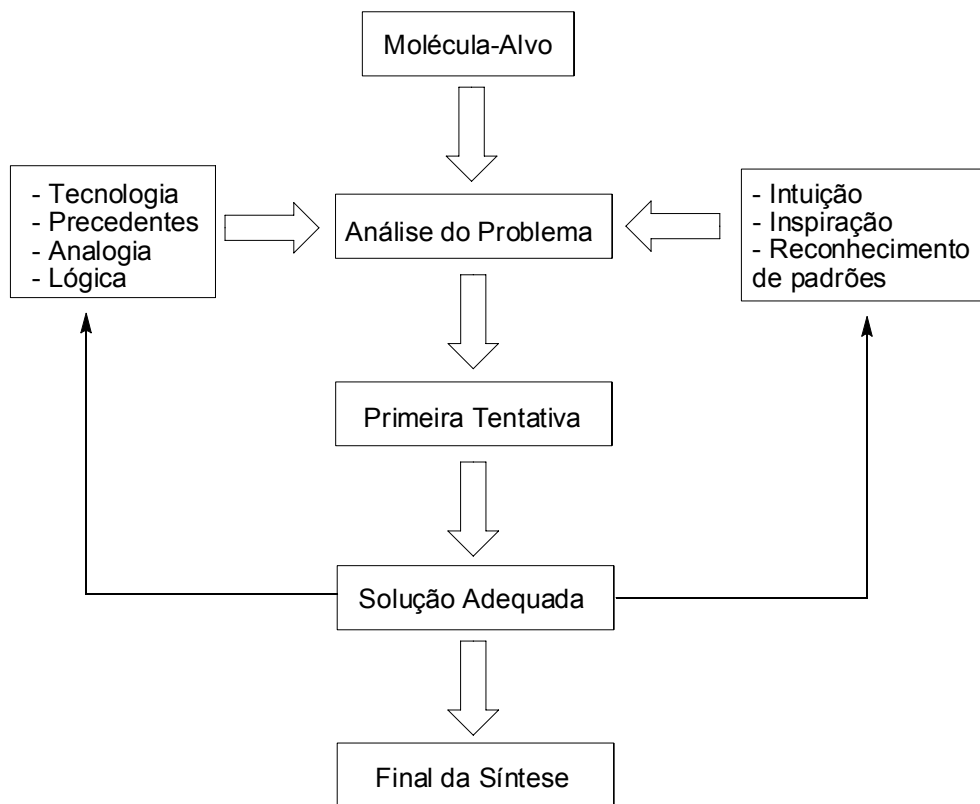 Molécula-Alvo
- Tecnologia
- Precedentes
- Analogia
- Lógica
Análise do Problema
- Intuição
- Inspiração
- Reconhecimento
de padrões
Primeira Tentativa
Solução Adequada
Final da Síntese